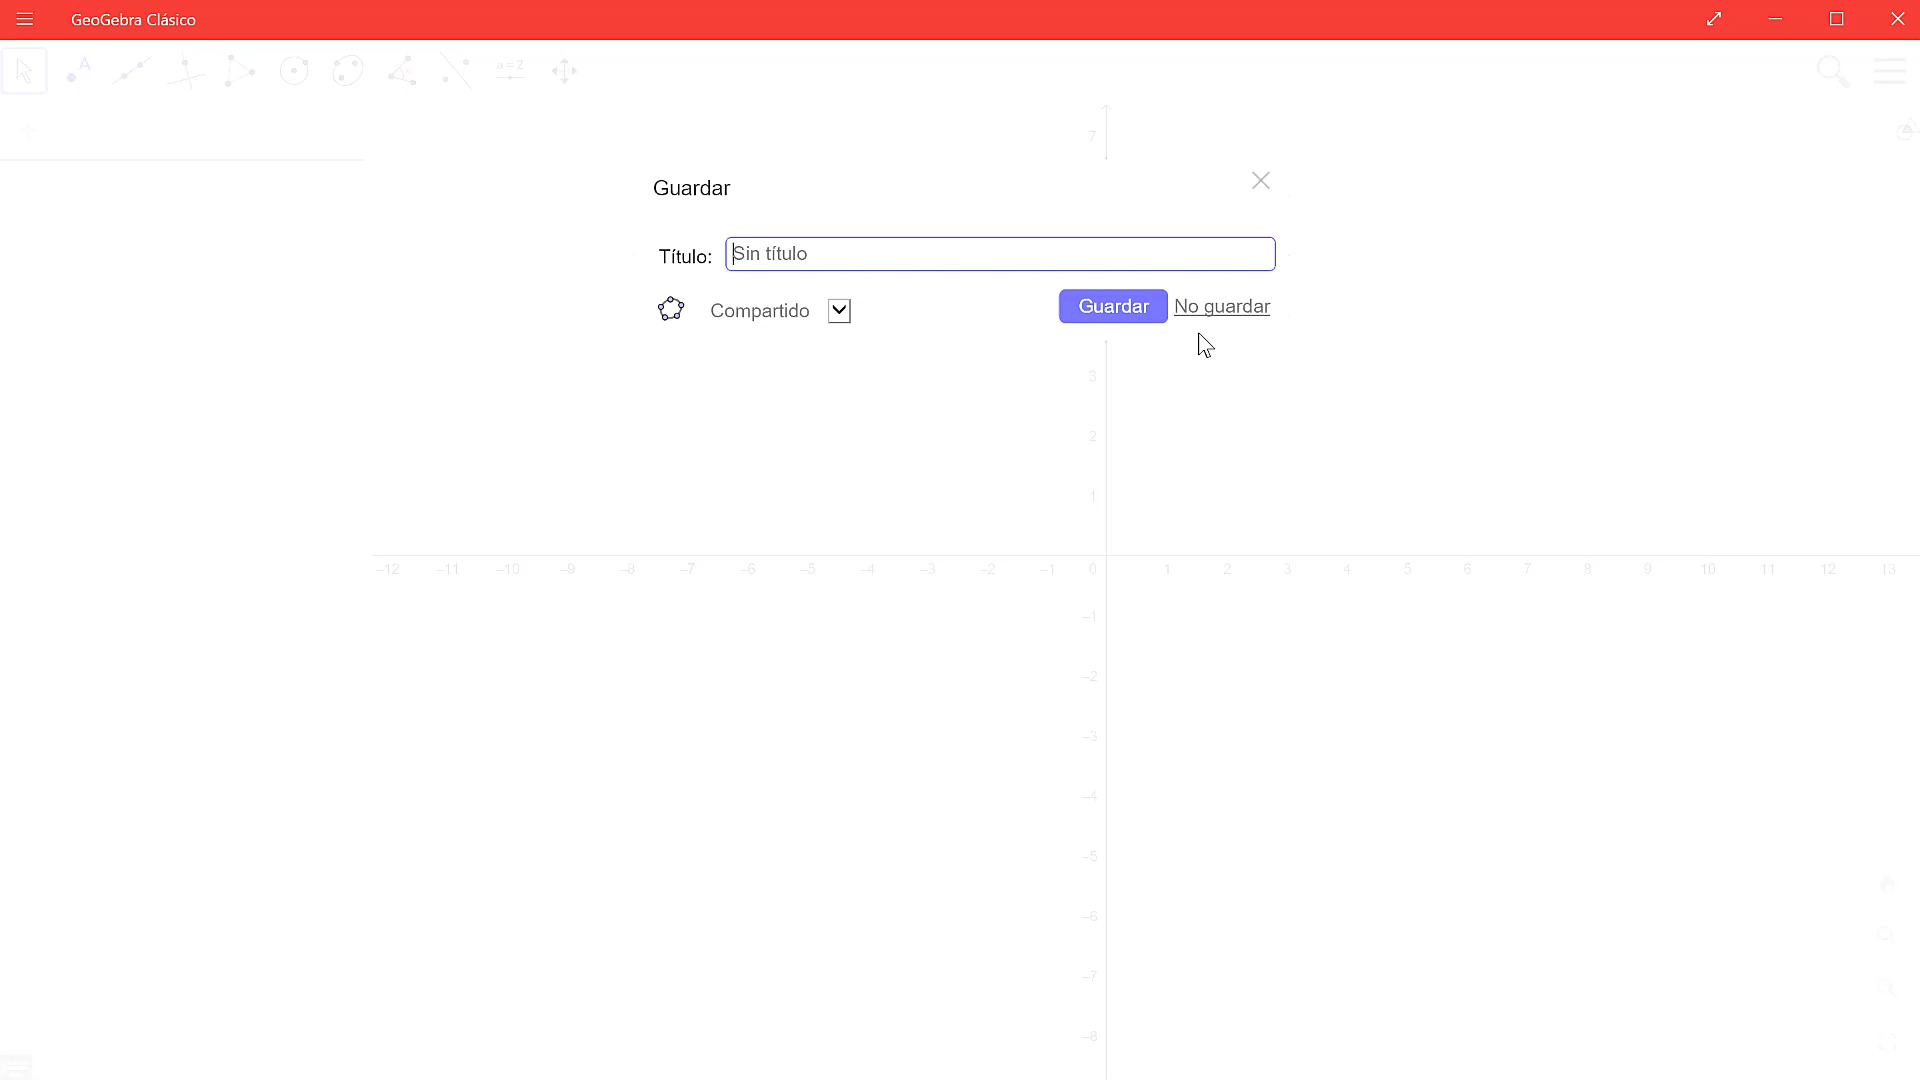 GeoGebra Clásico
A
a = 2
7
Guardar
Título: Sin título
Compartido
Guardar No guardar
3
2
1
–12 –11 –10 –9 –8 –7 –6 –5 –4 –3 –2 –1 0 1 2 3 4 5 6 7 8 9 10 11 12 13
–1
–2
–3
–4
–5
–6
–7
–8